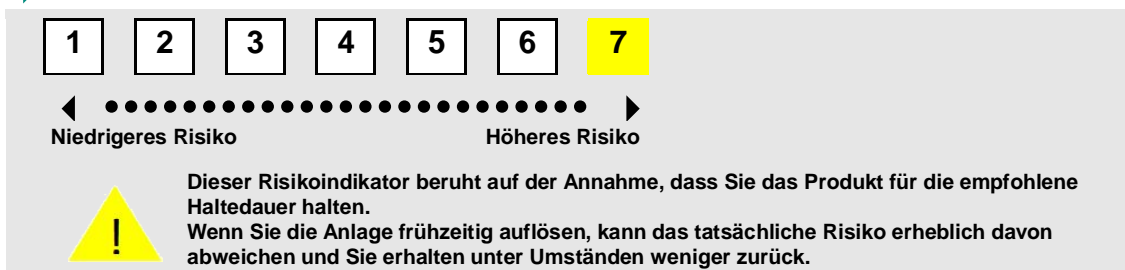 1 2 3 4 5 6 7
Niedrigeres Risiko Höheres Risiko
Dieser Risikoindikator beruht auf der Annahme, dass Sie das Produkt für die empfohlene
Haltedauer halten.
! Wenn Sie die Anlage frühzeitig auflösen, kann das tatsächliche Risiko erheblich davon
abweichen und Sie erhalten unter Umständen weniger zurück.